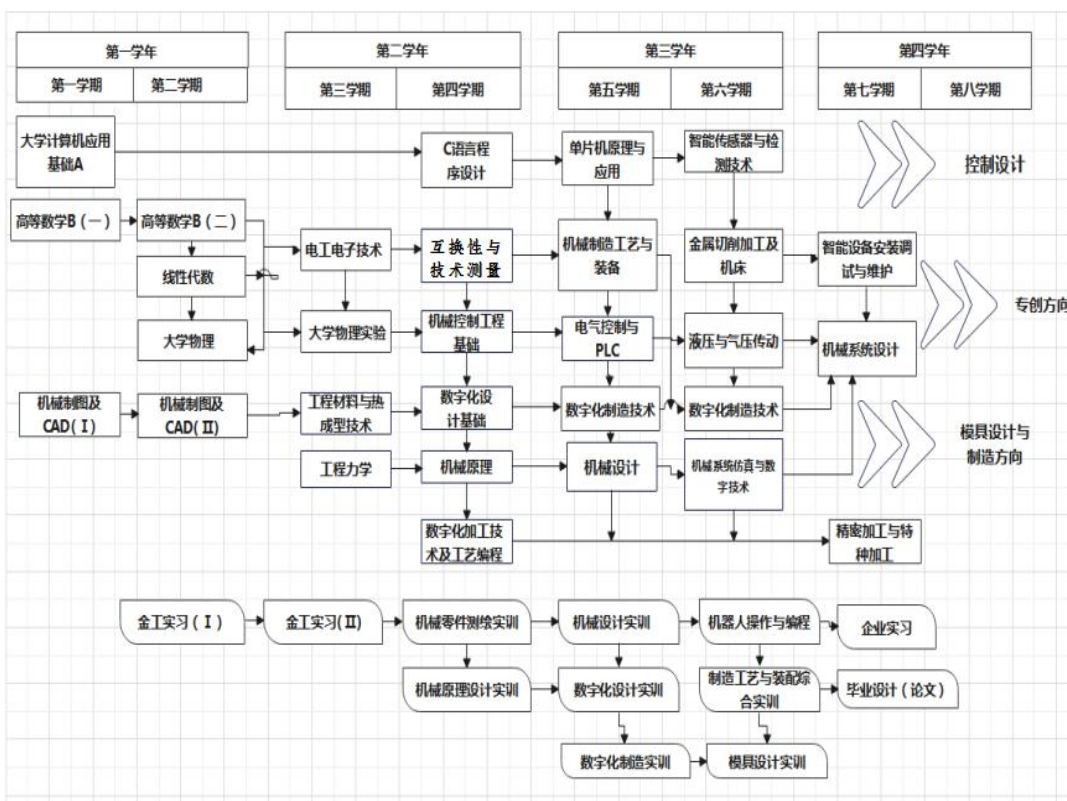 第一学年
第二学年
第三学年
第四学年
第一学期
第二学期
第三学期
第四学期
第五学期
第六学期
第七学期
第八学期
大学计算机应用
基础A
C语言程
序设计
单片机原理与
应用
智能传感器与检
测技术
控制设计
高等数学B(一)
高等数学B(二)
电工电子技术
互换性与
技术测量
机械制造工艺与
装备
金属切削加工及
机床
智能设备安装调
试与维护
线性代数
专创方向
大学物理
大学物理实验
机械控制工程
基础
电气控制与
PLC
液压与气压传动
机械系统设计
机械制图及
CAD(Ⅰ)
机械制图及
CAD(Ⅱ)
工程材料与热
成型技术
数字化设
计基础
数字化制造技术
数字化制造技术
模具设计与
制造方向
工程力学
机械原理
机械设计
机械系统仿真与数
字技术
数字化加工技
术及工艺编程
精密加工与特
种加工
金工实习(Ⅰ)
金工实习(Ⅱ)
机械零件测绘实训
机械设计实训
机器人操作与编程
企业实习
机械原理设计实训
数字化设计实训
制造工艺与装配综
合实训
毕业设计(论文)
数字化制造实训
模具设计实训